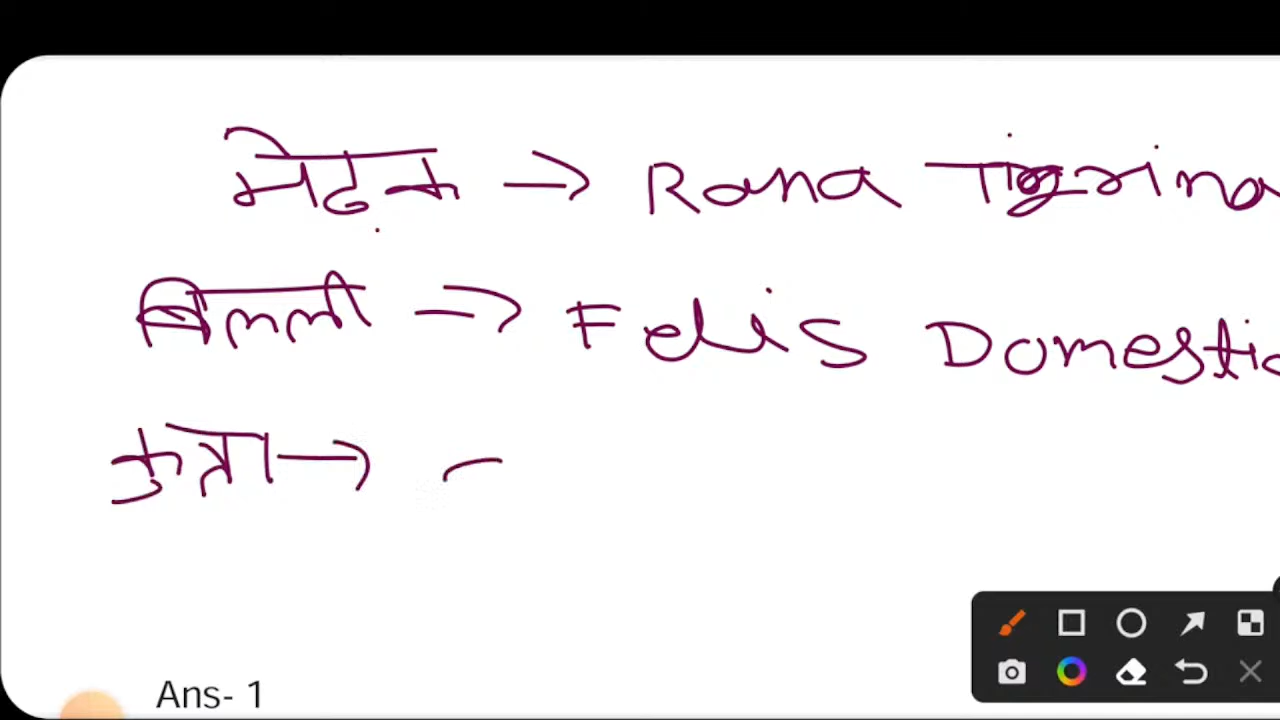 मेढक → Rana Tigrina
बिल्ली → Felis Domestic
कुत्ता →
Ans- 1